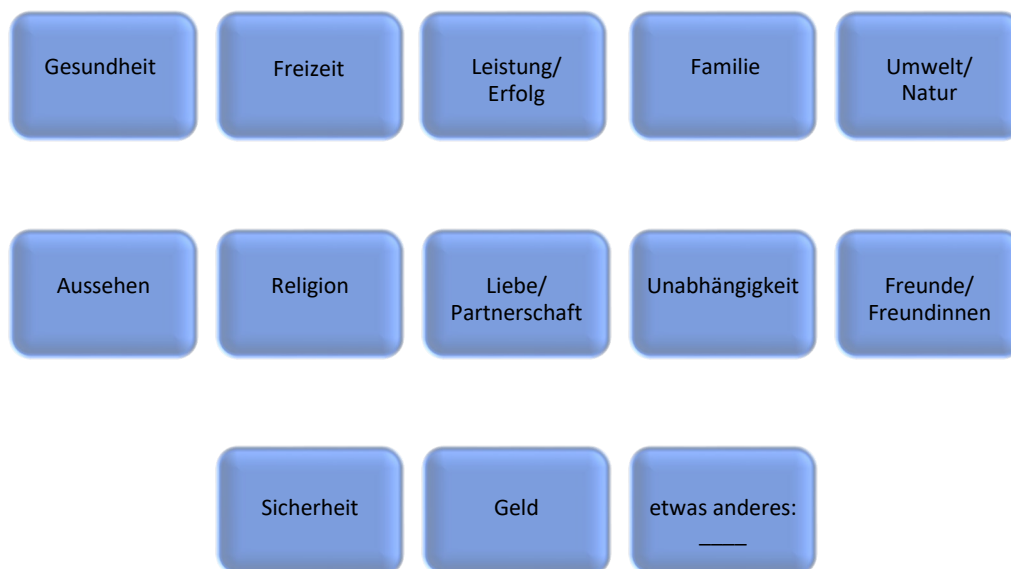 Gesundheit
Freizeit
Leistung/
Erfolg
Familie
Umwelt/
Natur
Aussehen
Religion
Liebe/
Partnerschaft
Unabhängigkeit
Freunde/
Freundinnen
Sicherheit
Geld
etwas anderes:
____